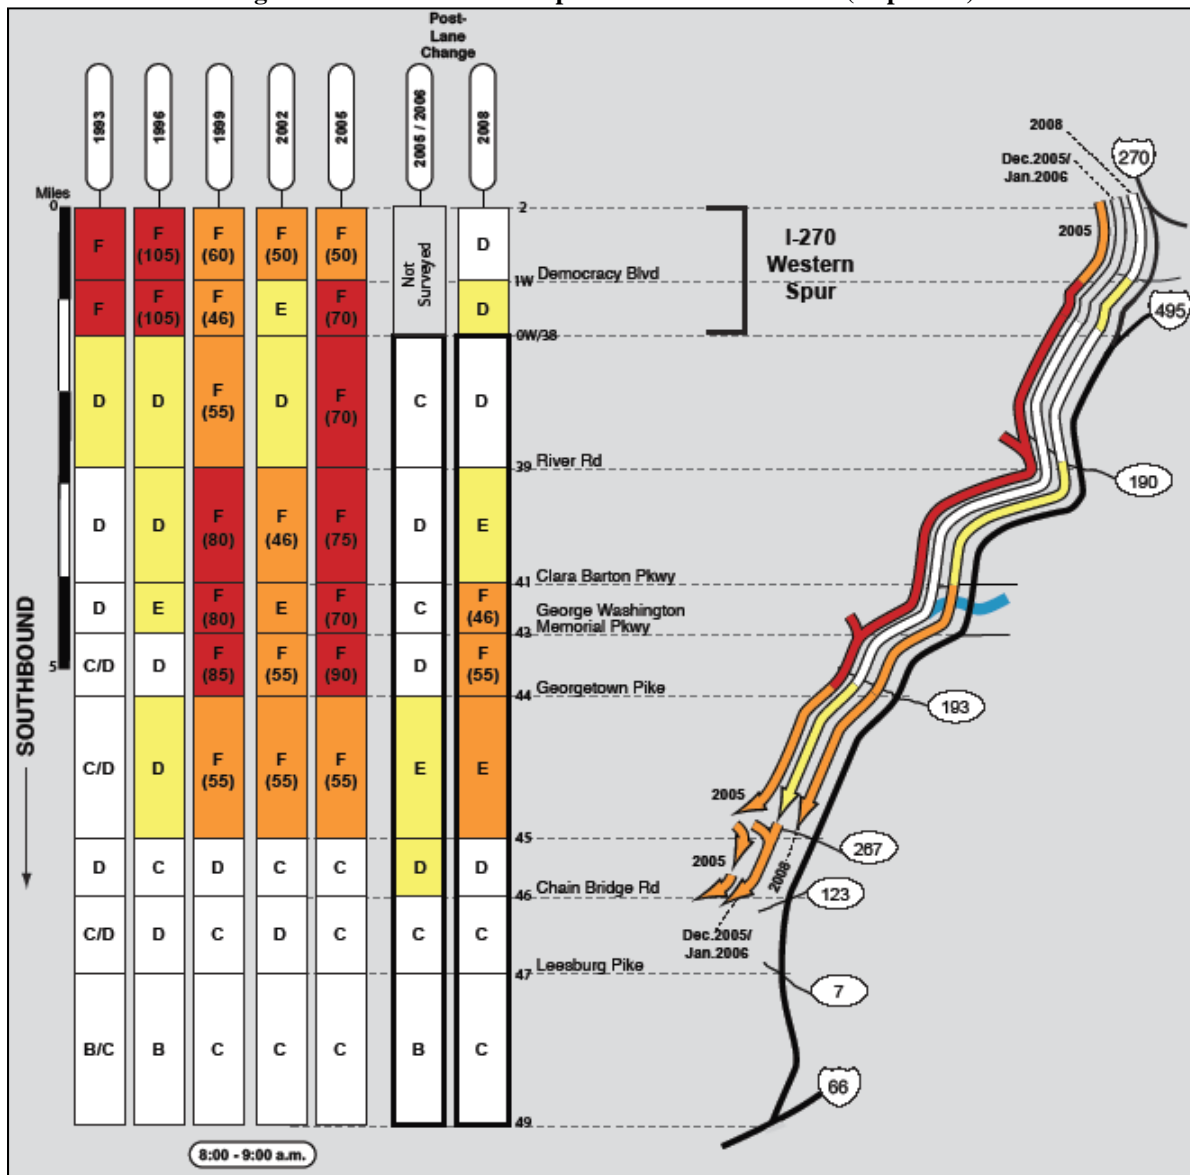 Post-
Lane
Change
1993
1996
1999
2002
2005
2005 / 2006
2008
Miles
0
5
SOUTHBOUND
F
F
(105)
F
(60)
F
(50)
F
(50)
Not
Surveyed
D
2
F
F
(105)
F
(46)
E
F
(70)
D
1W
Democracy Blvd
0W/38
D
D
F
(55)
D
F
(70)
C
D
39
River Rd
D
D
F
(80)
F
(46)
F
(75)
D
E
41
Clara Barton Pkwy
D
E
F
(80)
E
F
(70)
C
F
(46)
George Washington
Memorial Pkwy
43
C/D
D
F
(85)
F
(55)
F
(90)
D
F
(55)
44
Georgetown Pike
C/D
D
F
(55)
F
(55)
F
(55)
E
E
45
D
C
D
C
C
D
D
46
Chain Bridge Rd
C/D
D
C
D
C
C
C
47
Leesburg Pike
B/C
B
C
C
C
B
C
49
8:00 - 9:00 a.m.
I-270
Western
Spur
2008
Dec.2005/
Jan.2006
2005
270
495
190
193
2005
267
2005
2008
123
Dec.2005/
Jan.2006
7
66